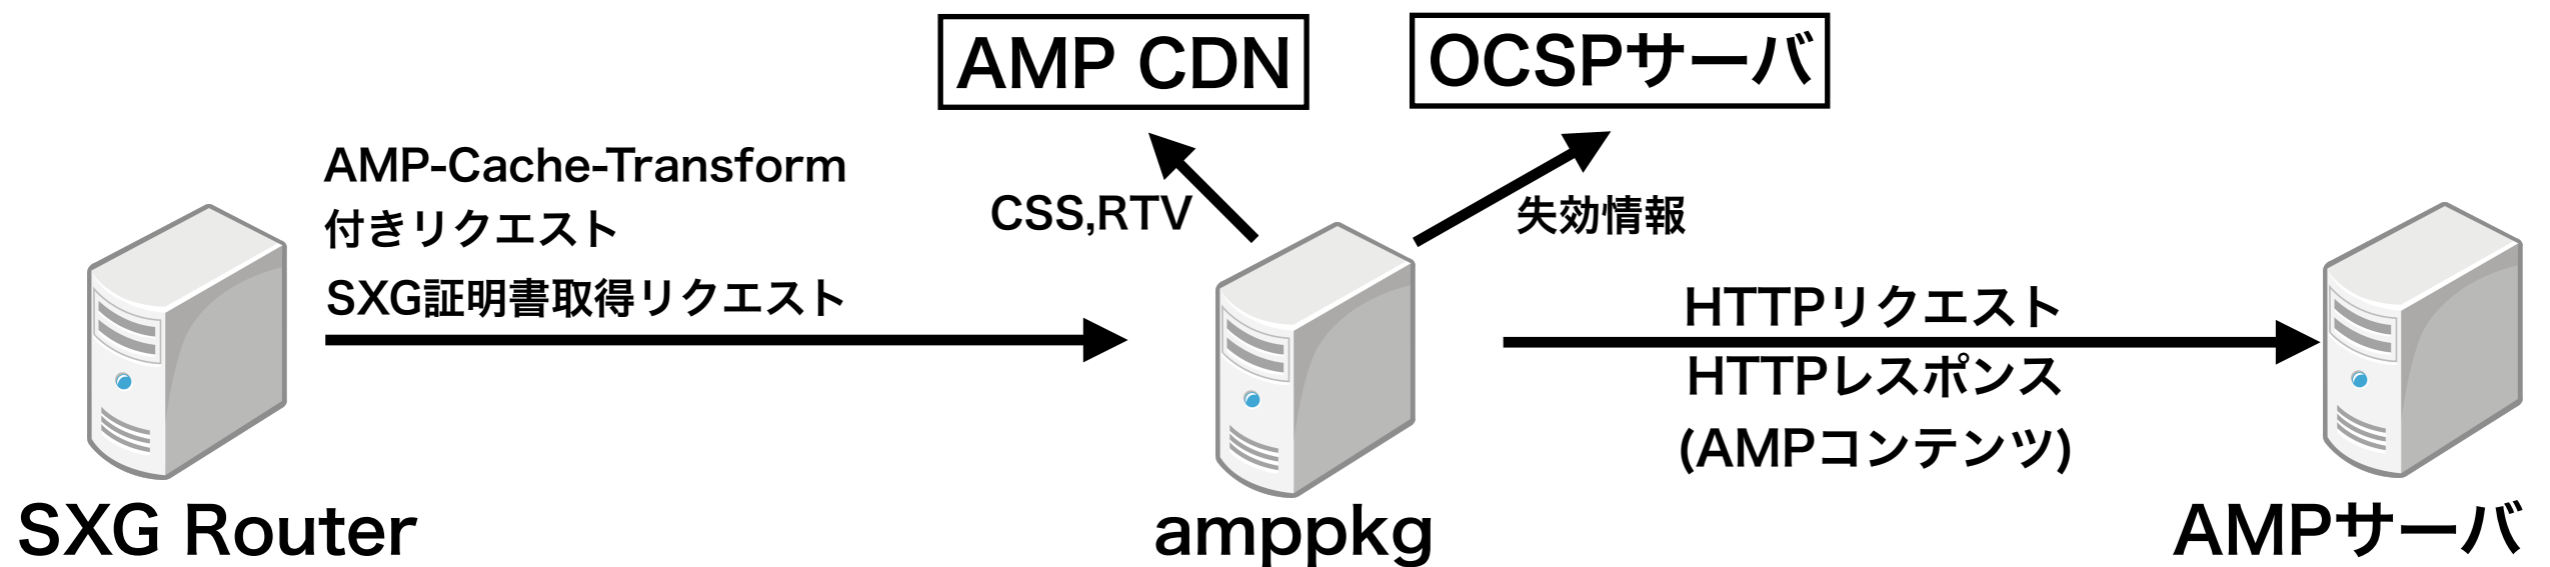 AMP CDN
OCSPサーバ
AMP-Cache-Transform
付きリクエスト
SXG証明書取得リクエスト
CSS,RTV
失効情報
HTTPリクエスト
HTTPレスポンス
(AMPコンテンツ)
SXG Router
amppkg
AMPサーバ